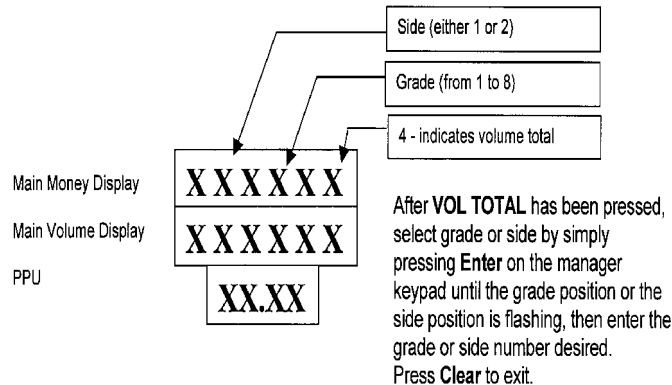 Side (either 1 or 2)
Grade (from 1 to 8)
4 - indicates volume total
Main Money Display
X X X X X X
Main Volume Display
X X X X X X
PPU
XX.XX
After VOL TOTAL has been pressed,
select grade or side by simply
pressing Enter on the manager
keypad until the grade position or the
side position is flashing, then enter the
grade or side number desired.
Press Clear to exit.